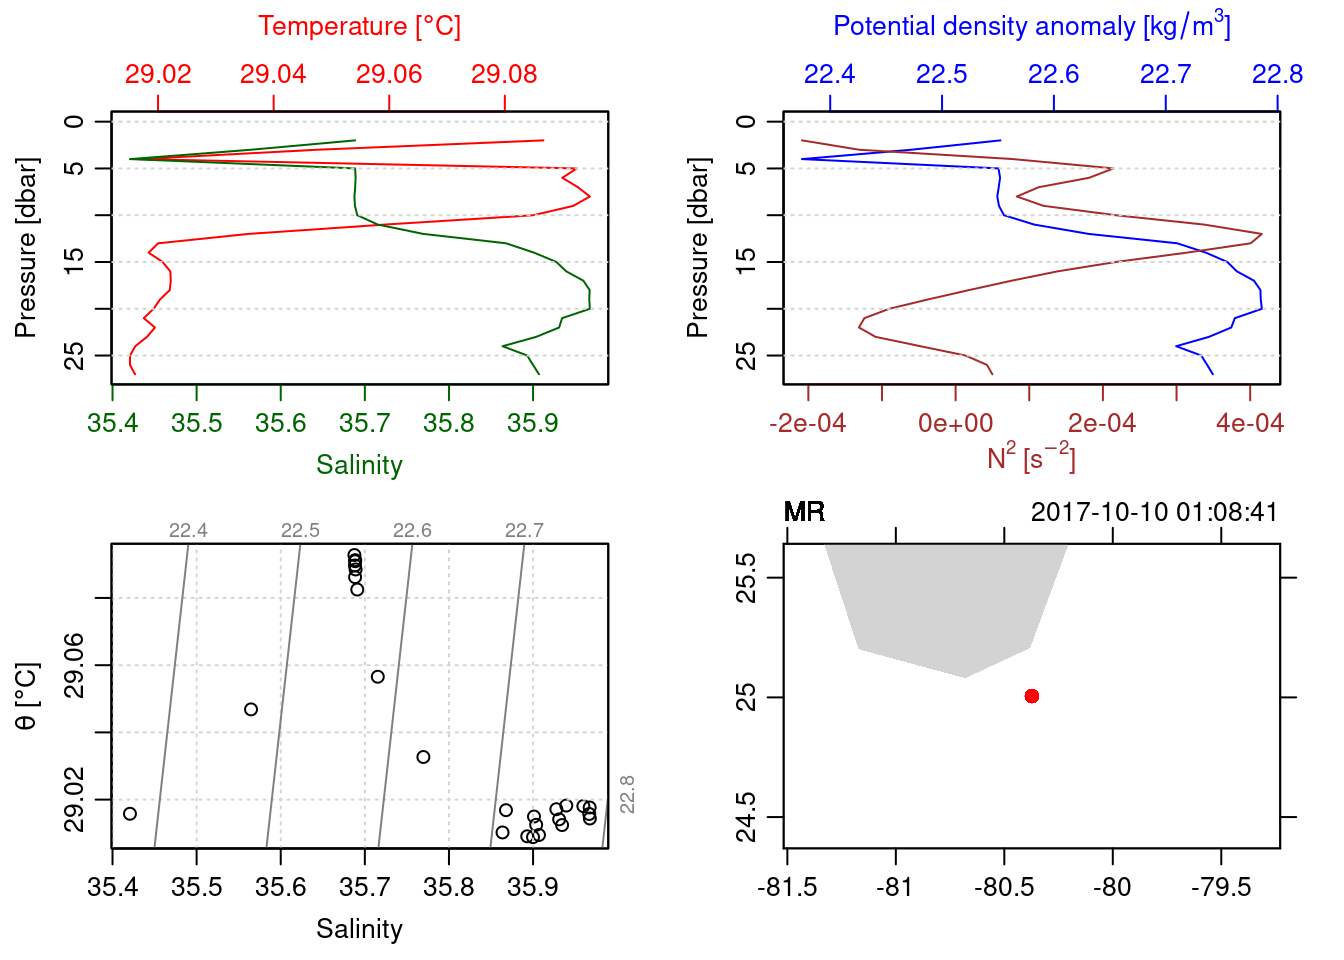 Temperature [°C]
29.02 29.04 29.06 29.08
0
5
15
25
Pressure [dbar]
35.4 35.5 35.6 35.7 35.8 35.9
Salinity
Potential density anomaly [kg/m³]
22.4 22.5 22.6 22.7 22.8
0
5
15
25
Pressure [dbar]
-2e-04 0e+00 2e-04 4e-04
N² [s⁻²]
22.4 22.5 22.6 22.7
22.8
29.06
29.02
θ [°C]
35.4 35.5 35.6 35.7 35.8 35.9
Salinity
MR 2017-10-10 01:08:41
25.5
25
24.5
-81.5 -81 -80.5 -80 -79.5